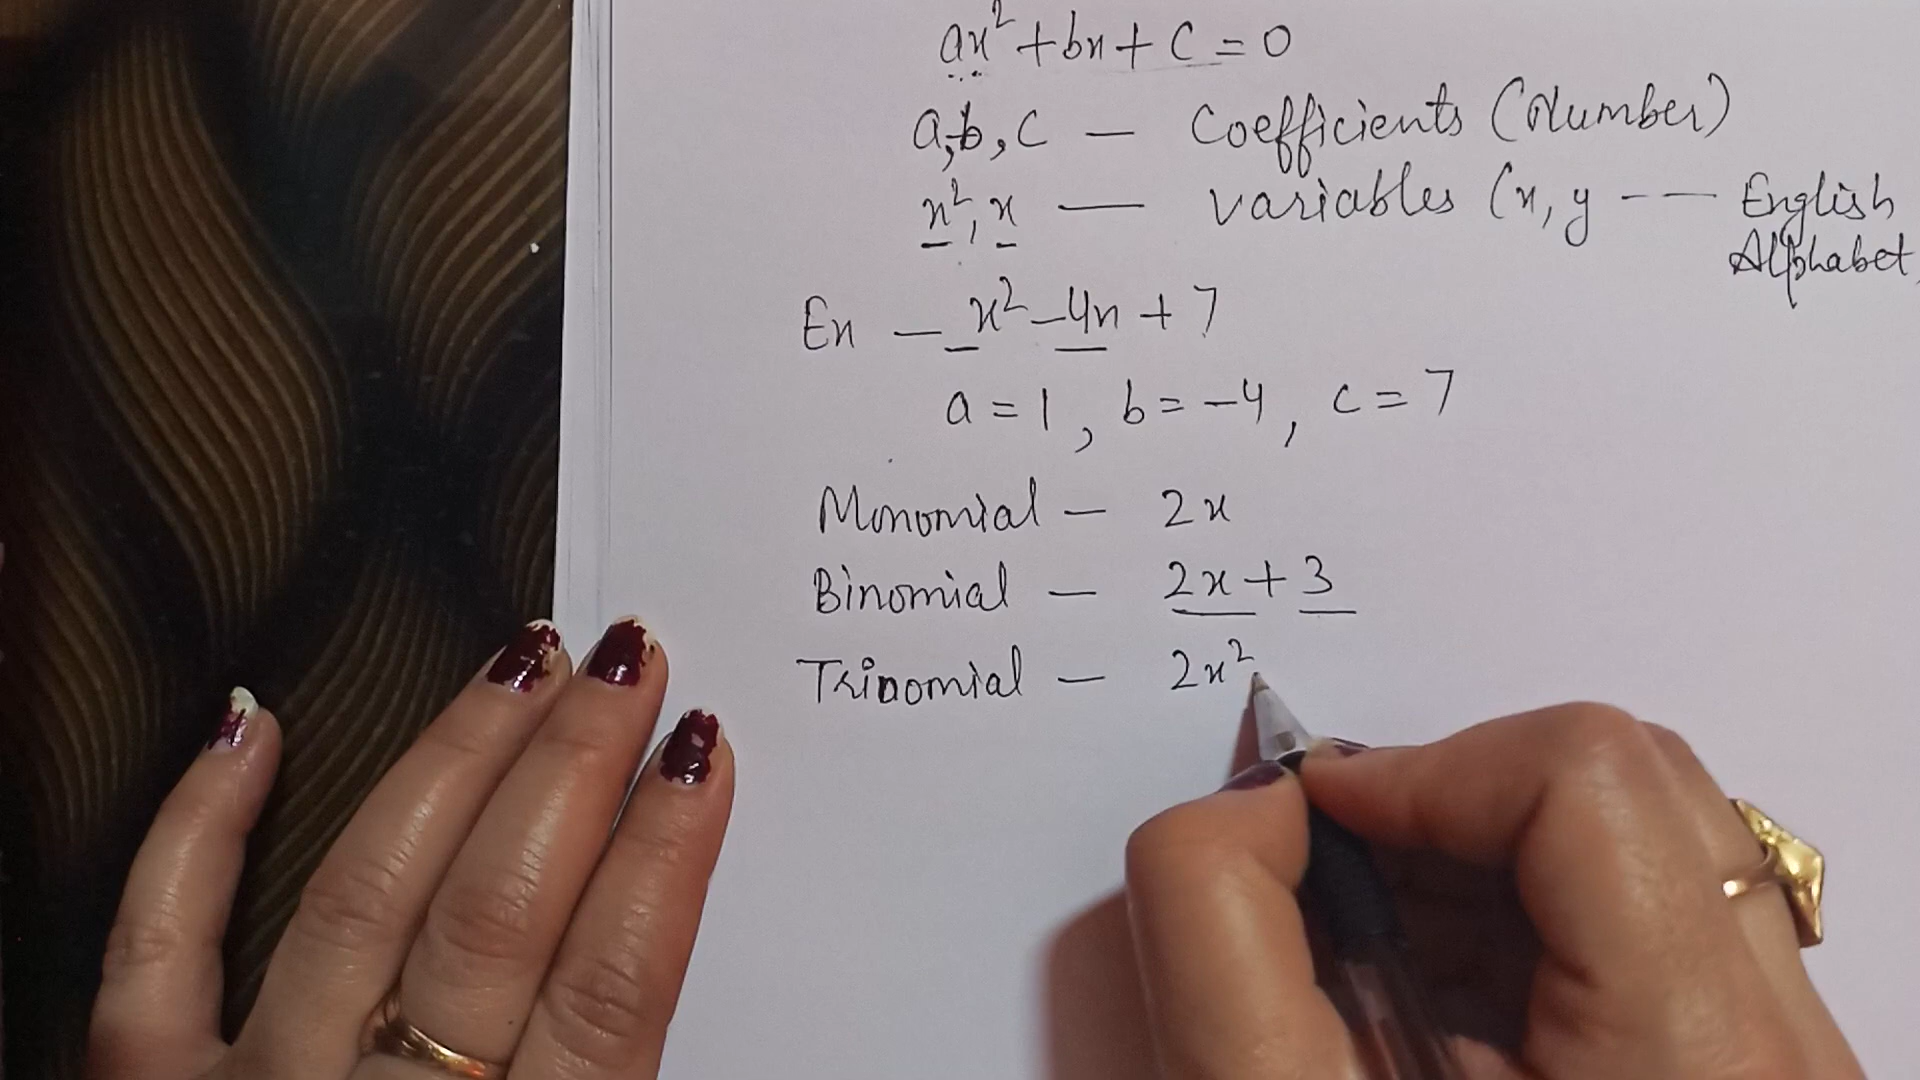 ax² + bx + c = 0
a, b, c — Coefficients (Number)
x², x — variables (x, y -- — English
Alphabet,
Ex — x² - 4x + 7
a = 1, b = -4, c = 7
Monomial — 2x
Binomial — 2x + 3
Trinomial — 2x²